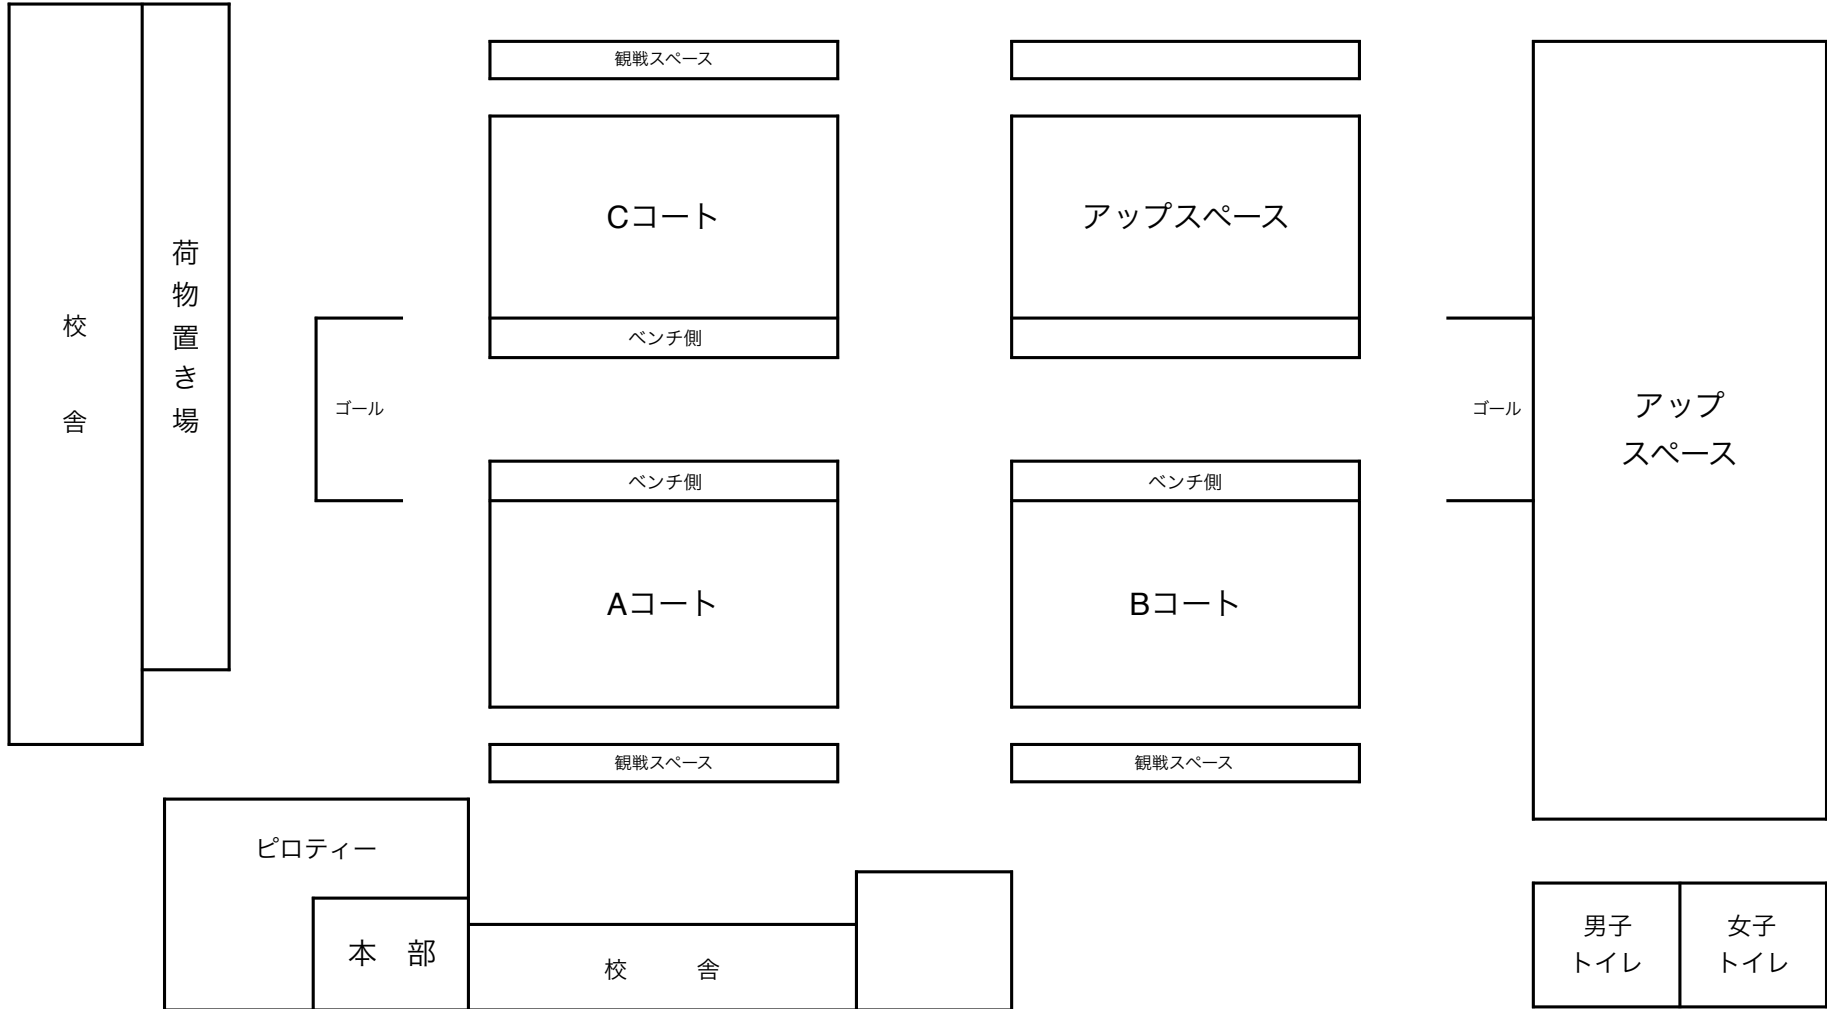 観戦スペース
Cコート
アップスペース
ベンチ側
荷物置き場
校舎
ゴール
ゴール
アップ
スペース
ベンチ側
ベンチ側
Aコート
Bコート
観戦スペース
観戦スペース
ピロティー
本 部
校 舎
男子
トイレ
女子
トイレ